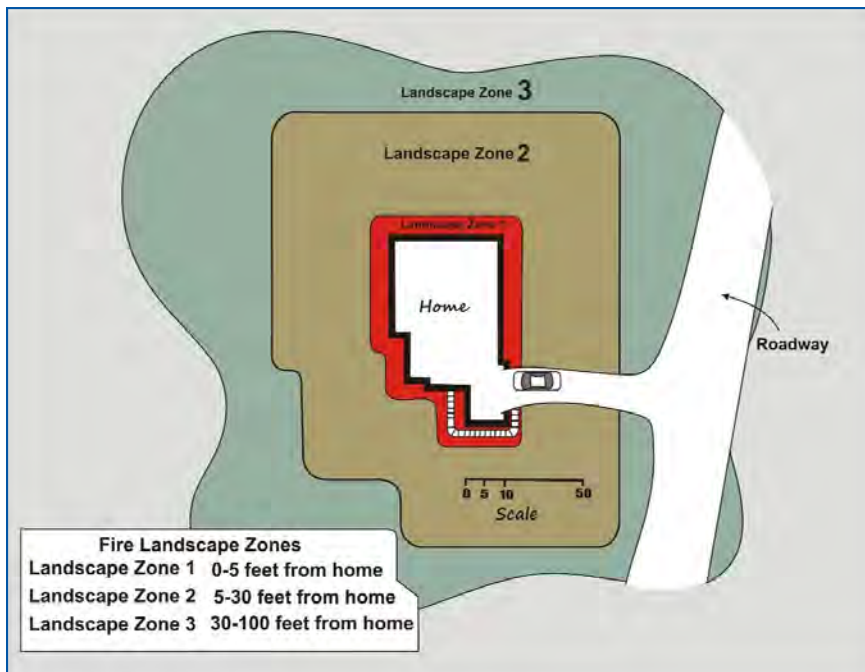 Landscape Zone 3
Landscape Zone 2
Landscape Zone
Home
Roadway
0 5 10 50
Scale
Fire Landscape Zones
Landscape Zone 1 0-5 feet from home
Landscape Zone 2 5-30 feet from home
Landscape Zone 3 30-100 feet from home